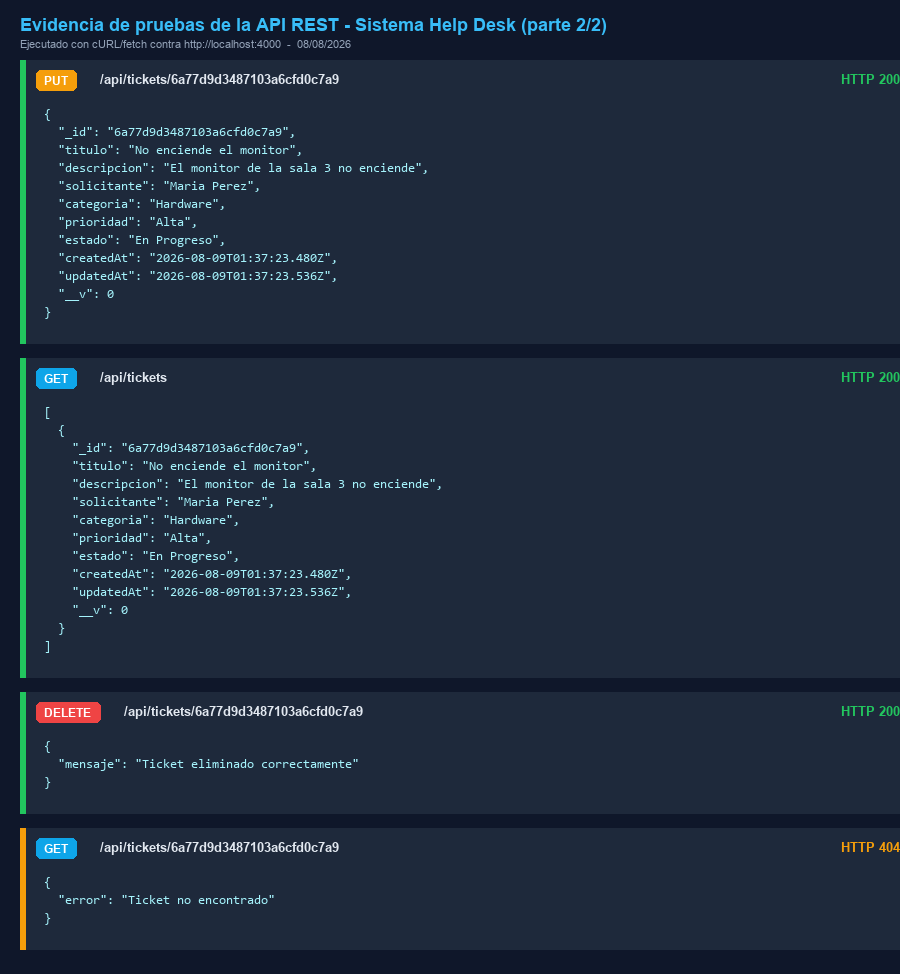 Evidencia de pruebas de la API REST - Sistema Help Desk (parte 2/2)
Ejecutado con cURL/fetch contra http://localhost:4000 - 08/08/2026
PUT /api/tickets/6a77d9d3487103a6cfd0c7a9 HTTP 200
{
  "_id": "6a77d9d3487103a6cfd0c7a9",
  "titulo": "No enciende el monitor",
  "descripcion": "El monitor de la sala 3 no enciende",
  "solicitante": "Maria Perez",
  "categoria": "Hardware",
  "prioridad": "Alta",
  "estado": "En Progreso",
  "createdAt": "2026-08-09T01:37:23.480Z",
  "updatedAt": "2026-08-09T01:37:23.536Z",
  "__v": 0
}
GET /api/tickets HTTP 200
[
  {
    "_id": "6a77d9d3487103a6cfd0c7a9",
    "titulo": "No enciende el monitor",
    "descripcion": "El monitor de la sala 3 no enciende",
    "solicitante": "Maria Perez",
    "categoria": "Hardware",
    "prioridad": "Alta",
    "estado": "En Progreso",
    "createdAt": "2026-08-09T01:37:23.480Z",
    "updatedAt": "2026-08-09T01:37:23.536Z",
    "__v": 0
  }
]
DELETE /api/tickets/6a77d9d3487103a6cfd0c7a9 HTTP 200
{
  "mensaje": "Ticket eliminado correctamente"
}
GET /api/tickets/6a77d9d3487103a6cfd0c7a9 HTTP 404
{
  "error": "Ticket no encontrado"
}